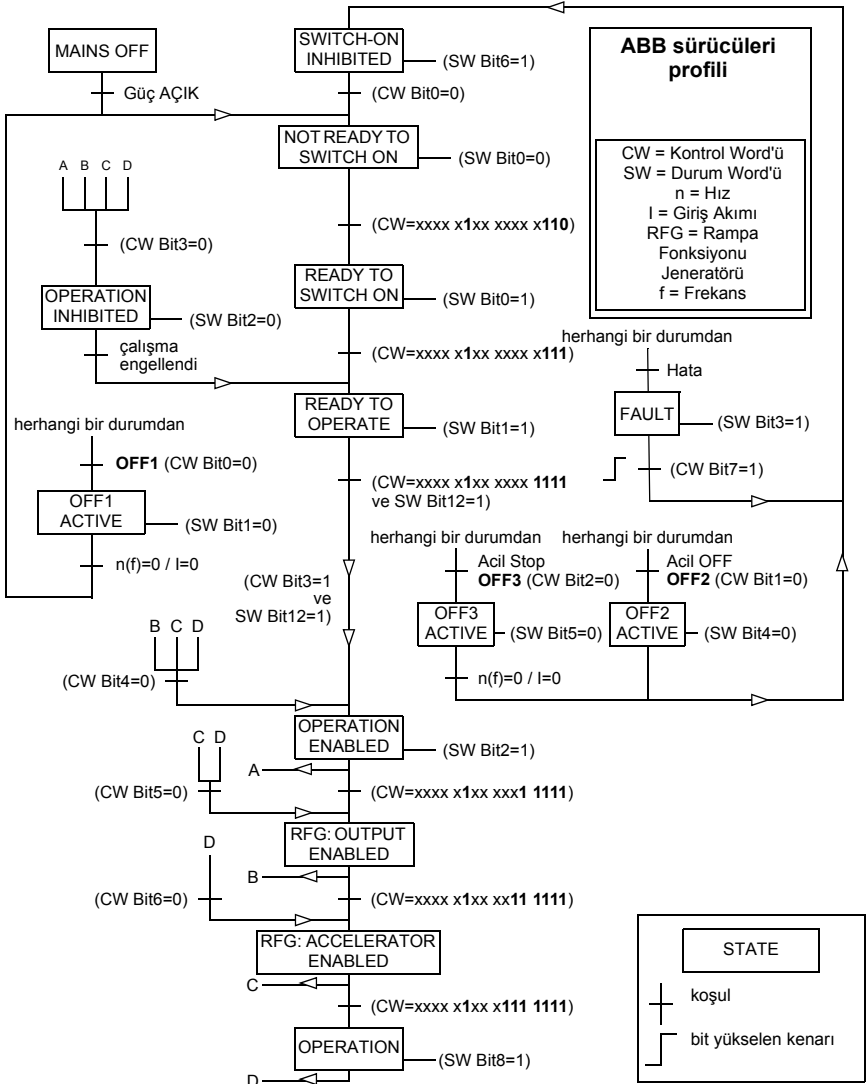 MAINS OFF
Güç AÇIK
SWITCH-ON
INHIBITED
(SW Bit6=1)
(CW Bit0=0)
NOT READY TO
SWITCH ON
(SW Bit0=0)
ABB sürücüleri
profili
CW = Kontrol Word'ü
SW = Durum Word'ü
n = Hız
I = Giriş Akımı
RFG = Rampa
Fonksiyonu
Jeneratörü
f = Frekans
A B C D
(CW Bit3=0)
(CW=xxxx x1xx xxxx x110)
OPERATION
INHIBITED
(SW Bit2=0)
çalışma
engellendi
READY TO
SWITCH ON
(SW Bit0=1)
(CW=xxxx x1xx xxxx x111)
herhangi bir durumdan
Hata
FAULT
(SW Bit3=1)
(CW Bit7=1)
READY TO
OPERATE
(SW Bit1=1)
herhangi bir durumdan
OFF1 (CW Bit0=0)
OFF1
ACTIVE
(SW Bit1=0)
n(f)=0 / I=0
(CW=xxxx x1xx xxxx 1111
ve SW Bit12=1)
(CW Bit3=1
ve
SW Bit12=1)
herhangi bir durumdan
Acil Stop
OFF3 (CW Bit2=0)
OFF3
ACTIVE
(SW Bit5=0)
n(f)=0 / I=0
herhangi bir durumdan
Acil OFF
OFF2 (CW Bit1=0)
OFF2
ACTIVE
(SW Bit4=0)
B C D
(CW Bit4=0)
OPERATION
ENABLED
(SW Bit2=1)
C D
A
(CW Bit5=0)
(CW=xxxx x1xx xxx1 1111)
RFG: OUTPUT
ENABLED
D
B
(CW Bit6=0)
(CW=xxxx x1xx xx11 1111)
RFG: ACCELERATOR
ENABLED
C
(CW=xxxx x1xx x111 1111)
OPERATION
(SW Bit8=1)
D
STATE
koşul
bit yükselen kenarı